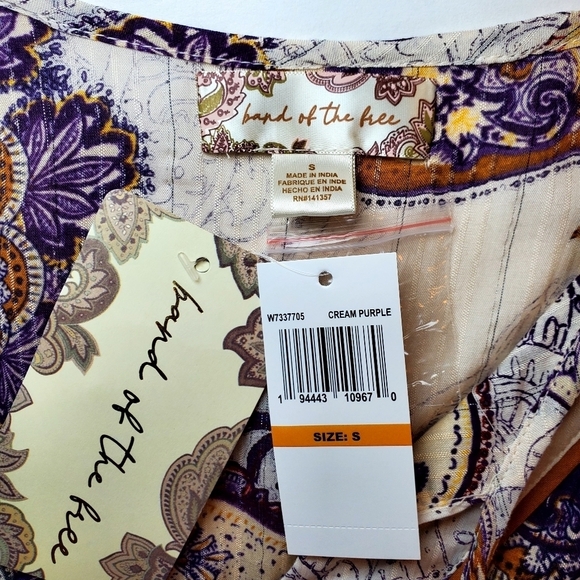 band of the free
S
MADE IN INDIA
FABRIQUE EN INDE
HECHO EN INDIA
RN#141357
band of the free
W7337705 CREAM PURPLE
1 94443 10967 0
SIZE: S